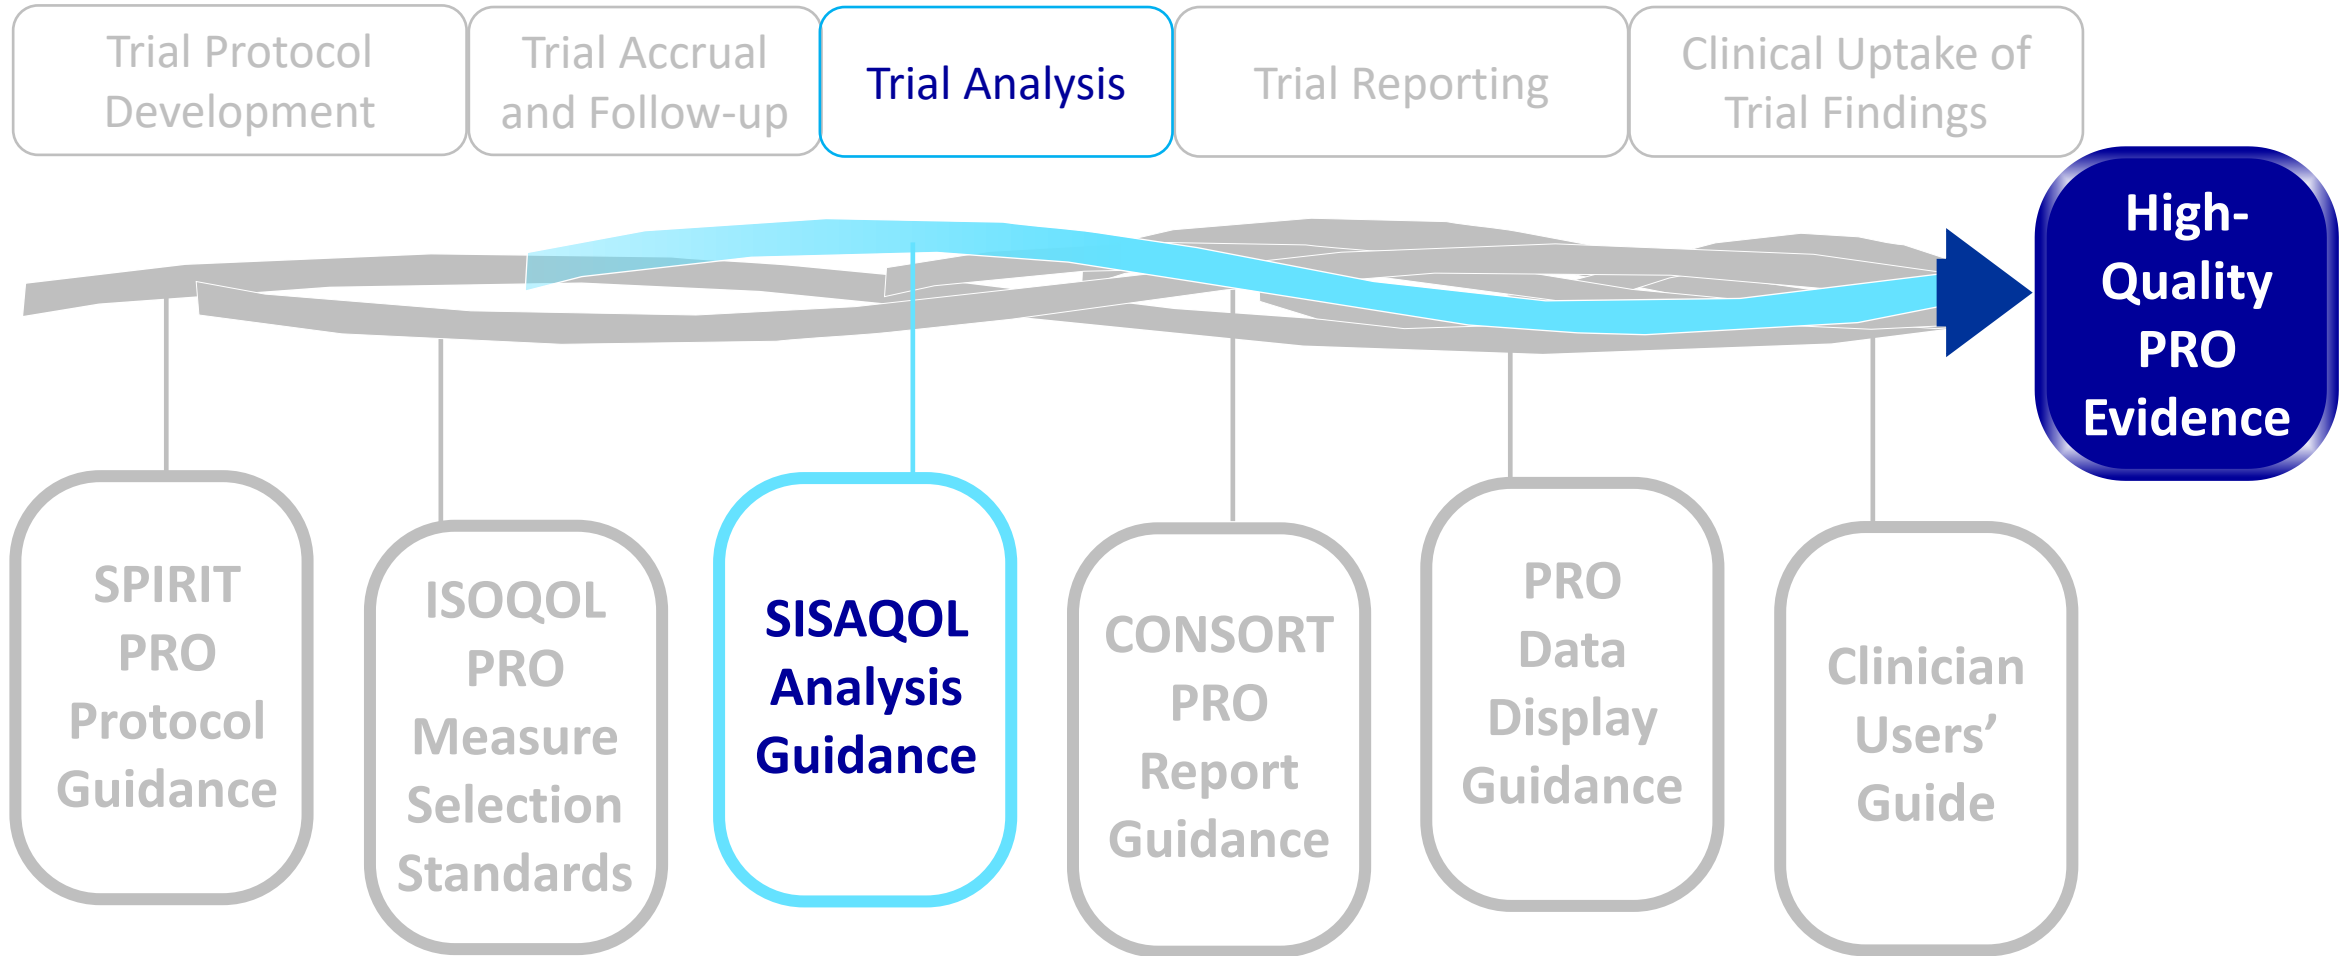 Trial Protocol
Development
Trial Accrual
and Follow-up
Trial Analysis
Trial Reporting
Clinical Uptake of
Trial Findings
High-
Quality
PRO
Evidence
SPIRIT
PRO
Protocol
Guidance
ISOQOL
PRO
Measure
Selection
Standards
SISAQOL
Analysis
Guidance
CONSORT
PRO
Report
Guidance
PRO
Data
Display
Guidance
Clinician
Users’
Guide